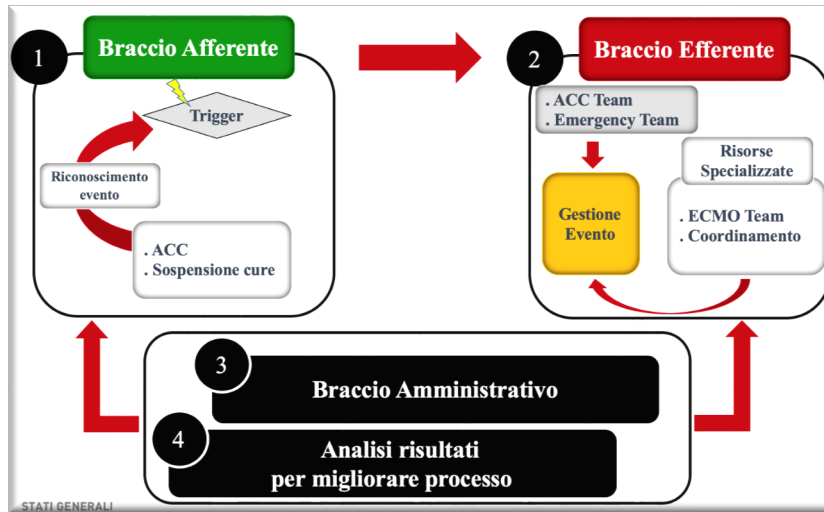 1
Braccio Afferente
Trigger
Riconoscimento
evento
. ACC
. Sospensione cure
2
Braccio Efferente
. ACC Team
. Emergency Team
Risorse
Specializzate
Gestione
Evento
. ECMO Team
. Coordinamento
3
Braccio Amministrativo
4
Analisi risultati
per migliorare processo
STATI GENERALI